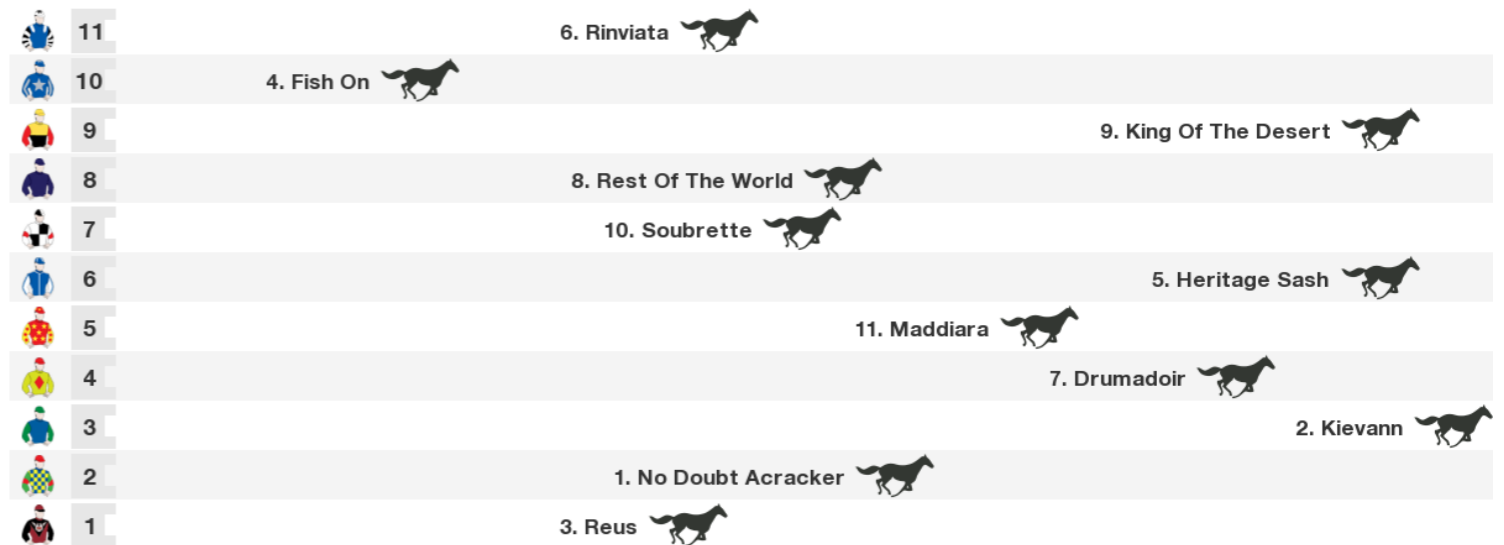 11 6. Rinviata
10 4. Fish On
9 9. King Of The Desert
8 8. Rest Of The World
7 10. Soubrette
6 5. Heritage Sash
5 11. Maddiara
4 7. Drumadoir
3 2. Kievann
2 1. No Doubt Acracker
1 3. Reus